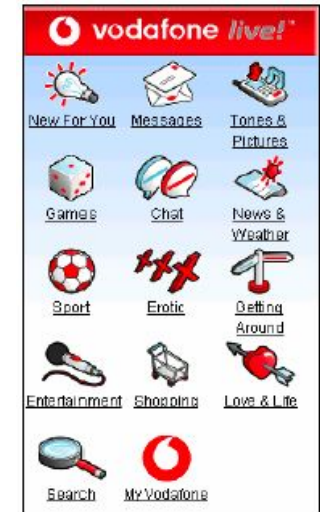 vodafone live!™
New For You Messages Tones &
Pictures
Games Chat News &
Weather
Sport Erotic Getting
Around
Entertainment Shopping Love & Life
Search My Vodafone